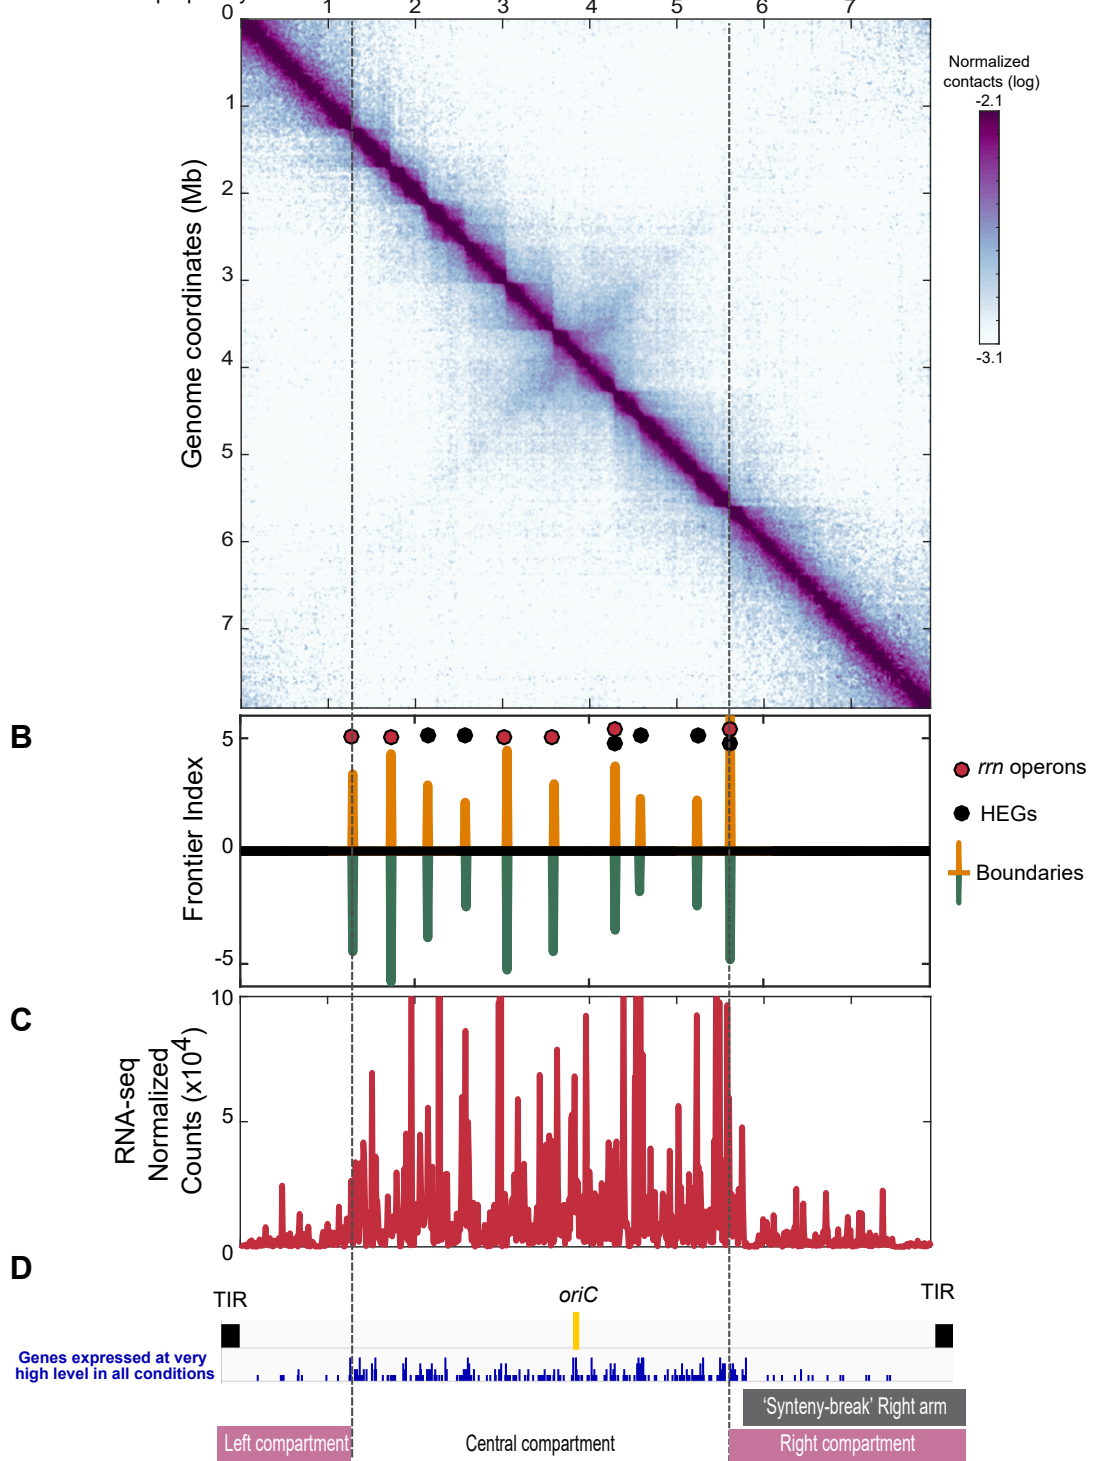 0 1 2 3 4 5 6 7
Normalized
contacts (log)
-2.1
-3.1
Genome coordinates (Mb)
1
2
3
4
5
6
7
B
5
0
-5
Frontier Index
rrn operons
HEGs
Boundaries
C
10
5
0
RNA-seq
Normalized
Counts (x10⁴)
D
TIR
oriC
TIR
Genes expressed at very
high level in all conditions
‘Synteny-break’ Right arm
Left compartment
Central compartment
Right compartment